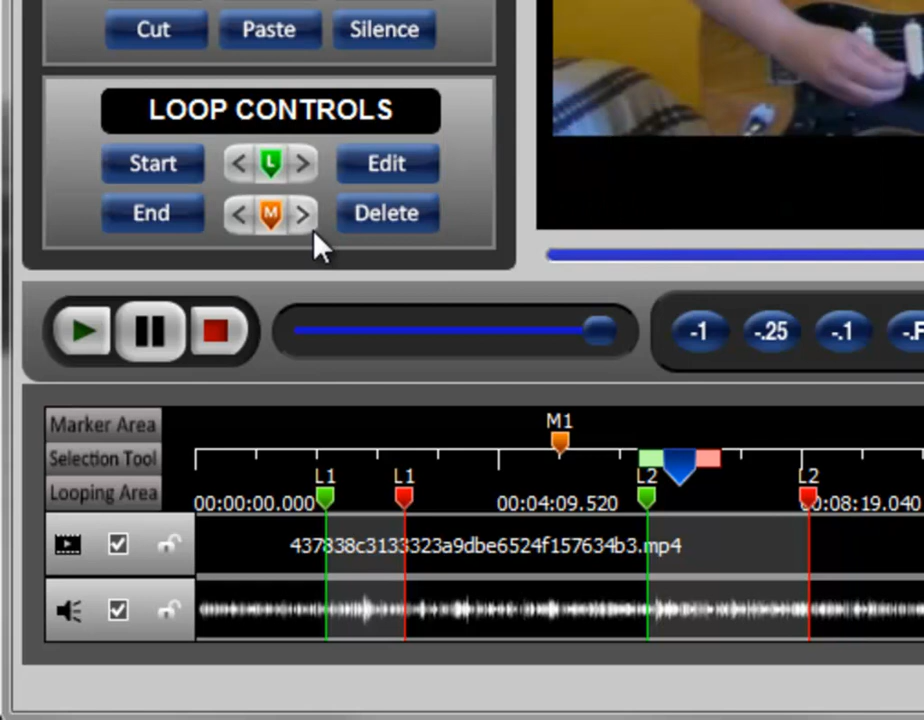 Cut Paste Silence
LOOP CONTROLS
Start < L > Edit
End < M > Delete
-1 -.25 -.1 -.F
Marker Area
M1
Selection Tool
L1 L1 L2 L2
Looping Area
00:00:00.000 00:04:09.520 00:08:19.040
437838c3133323a9dbe6524f157634b3.mp4